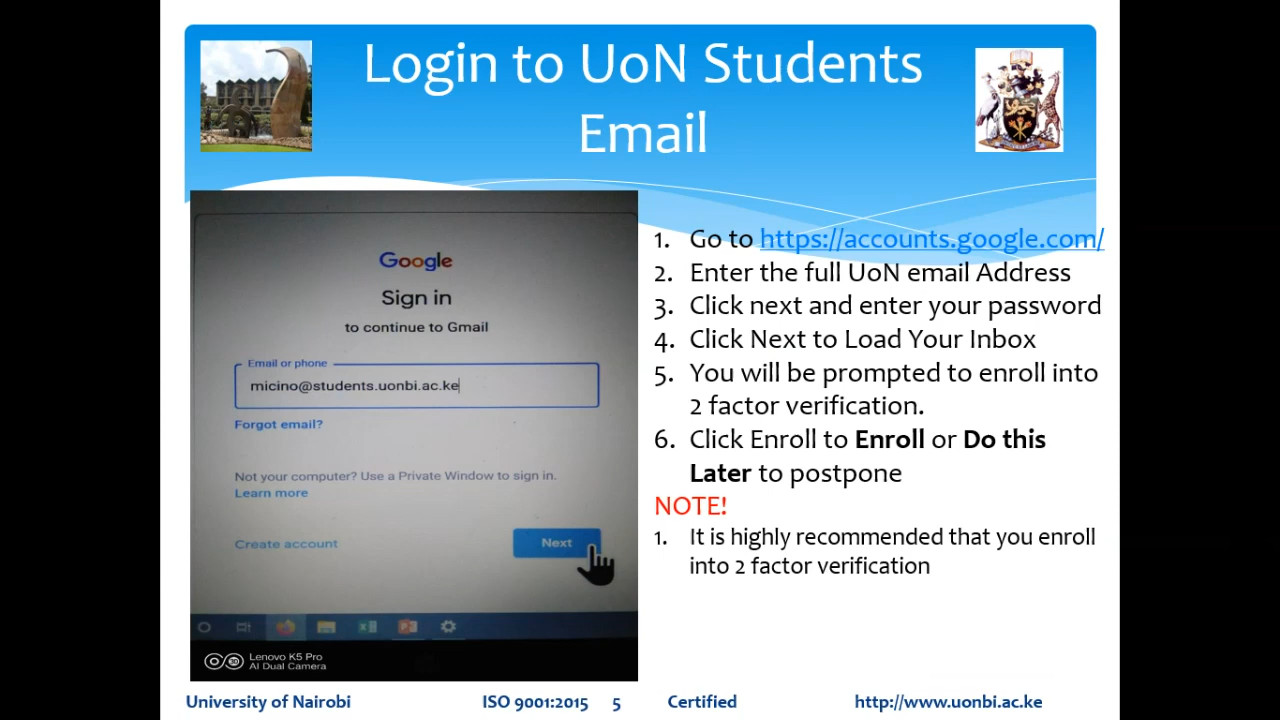 Login to UoN Students
Email
Google
Sign in
to continue to Gmail
Email or phone
micino@students.uonbi.ac.ke
Forgot email?
Not your computer? Use a Private Window to sign in.
Learn more
Create account
Next
Lenovo K5 Pro
AI Dual Camera
1. Go to https://accounts.google.com/
2. Enter the full UoN email Address
3. Click next and enter your password
4. Click Next to Load Your Inbox
5. You will be prompted to enroll into
2 factor verification.
6. Click Enroll to Enroll or Do this
Later to postpone
NOTE!
1. It is highly recommended that you enroll
into 2 factor verification
University of Nairobi ISO 9001:2015 5 Certified http://www.uonbi.ac.ke